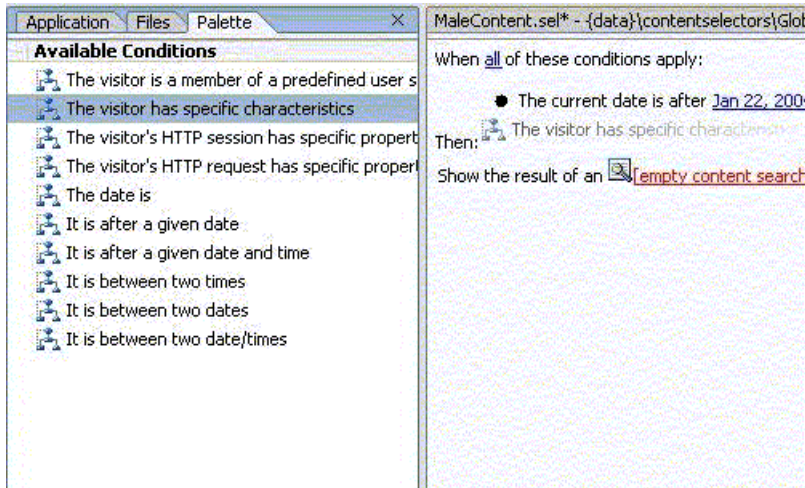 Application Files Palette
Available Conditions
The visitor is a member of a predefined user s
The visitor has specific characteristics
The visitor's HTTP session has specific propert
The visitor's HTTP request has specific propert
The date is
It is after a given date
It is after a given date and time
It is between two times
It is between two dates
It is between two date/times
MaleContent.sel* - {data}\contentselectors\Glob
When all of these conditions apply:
The current date is after Jan 22, 200
The visitor has specific characteristics
Then:
Show the result of an [empty content search